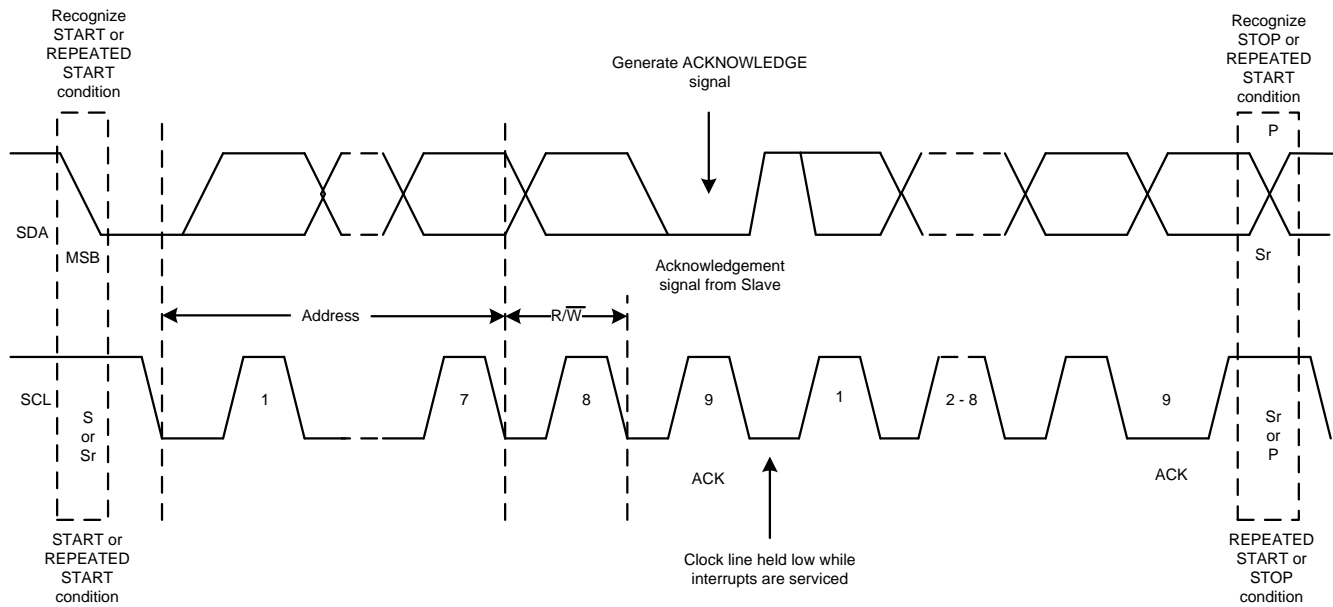 Recognize
START or
REPEATED
START
condition
Generate ACKNOWLEDGE
signal
Recognize
STOP or
REPEATED
START
condition
P
SDA
MSB
Acknowledgement
signal from Slave
Sr
Address
R/W̅
SCL
S
or
Sr
1
7
8
9
1
2 - 8
9
Sr
or
P
ACK
ACK
START or
REPEATED
START
condition
Clock line held low while
interrupts are serviced
REPEATED
START or
STOP
condition